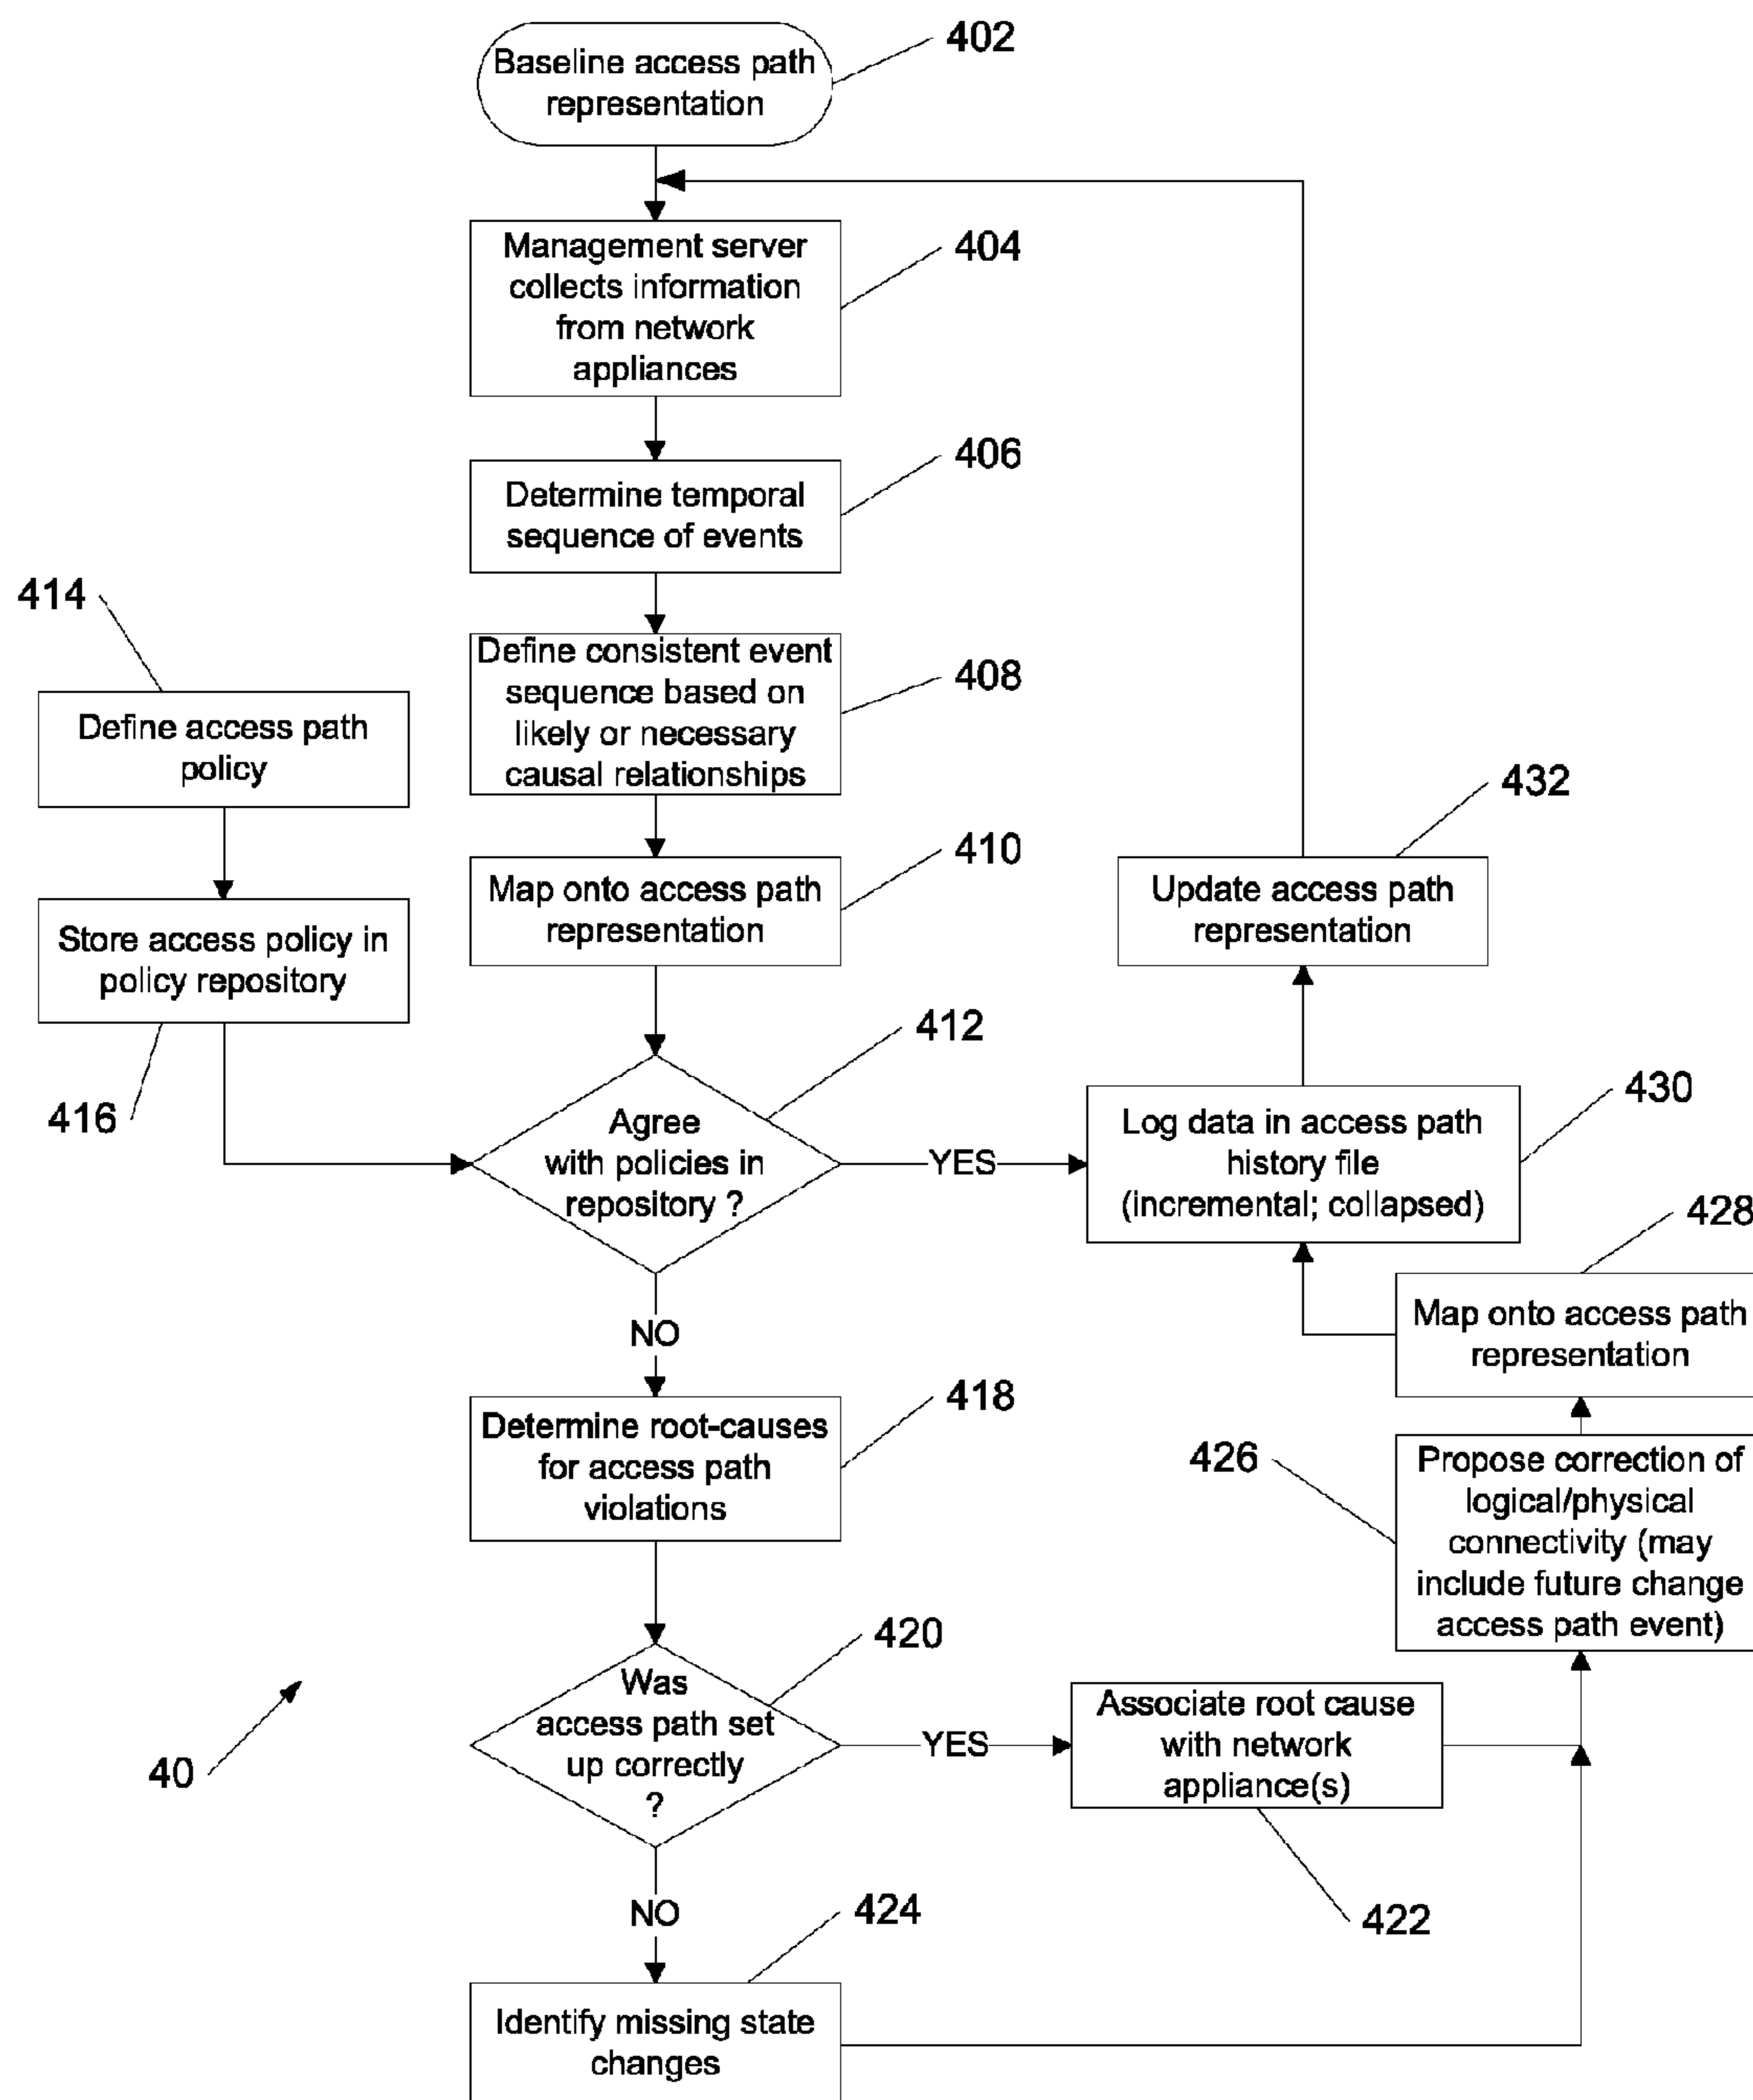 Baseline access path
representation
402
Management server
collects information
from network
appliances
404
Determine temporal
sequence of events
406
Define consistent event
sequence based on
likely or necessary
causal relationships
408
414
Define access path
policy
Store access policy in
policy repository
416
Map onto access path
representation
410
Agree
with policies in
repository ?
412
YES
NO
Log data in access path
history file
(incremental; collapsed)
430
Update access path
representation
432
Map onto access path
representation
428
Propose correction of
logical/physical
connectivity (may
include future change
access path event)
426
Determine root-causes
for access path
violations
418
Was
access path set
up correctly
?
420
YES
NO
Associate root cause
with network
appliance(s)
422
Identify missing state
changes
424
40